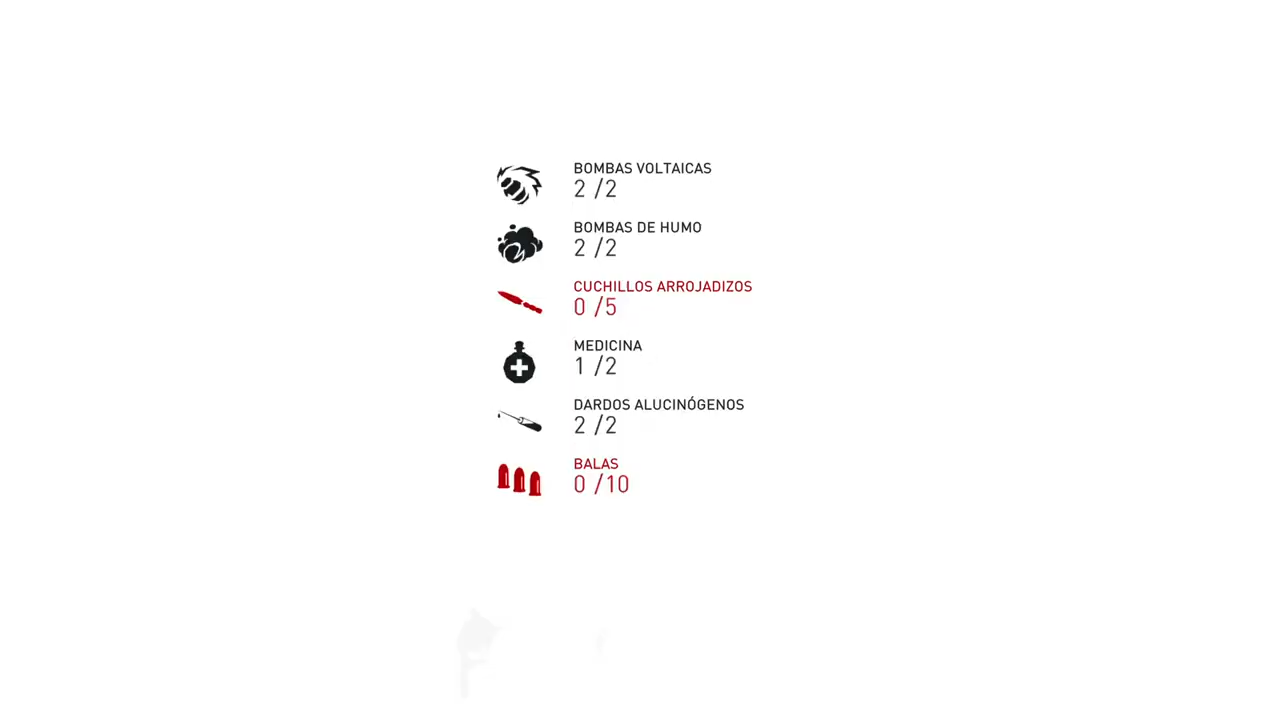 BOMBAS VOLTAICAS
2 /2
BOMBAS DE HUMO
2 /2
CUCHILLOS ARROJADIZOS
0 /5
MEDICINA
1 /2
DARDOS ALUCINÓGENOS
2 /2
BALAS
0 /10